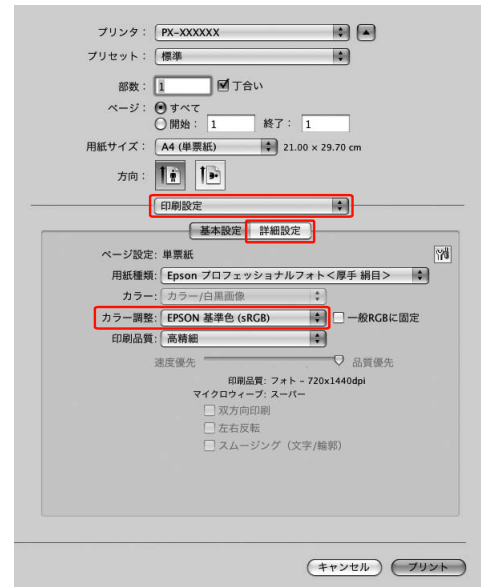 プリンタ： PX-XXXXXX
プリセット： 標準
部数： 1 丁合い
ページ： すべて
開始： 1 終了： 1
用紙サイズ： A4 (単票紙) 21.00 x 29.70 cm
方向：
印刷設定
基本設定 詳細設定
ページ設定: 単票紙
用紙種類: Epson プロフェッショナルフォト＜厚手 絹目＞
カラー: カラー/白黒画像
カラー調整: EPSON 基準色 (sRGB) 一般RGBに固定
印刷品質: 高精細
速度優先 品質優先
印刷品質: フォト - 720x1440dpi
マイクロウィーブ: スーパー
双方向印刷
左右反転
スムージング（文字/輪郭）
キャンセル プリント